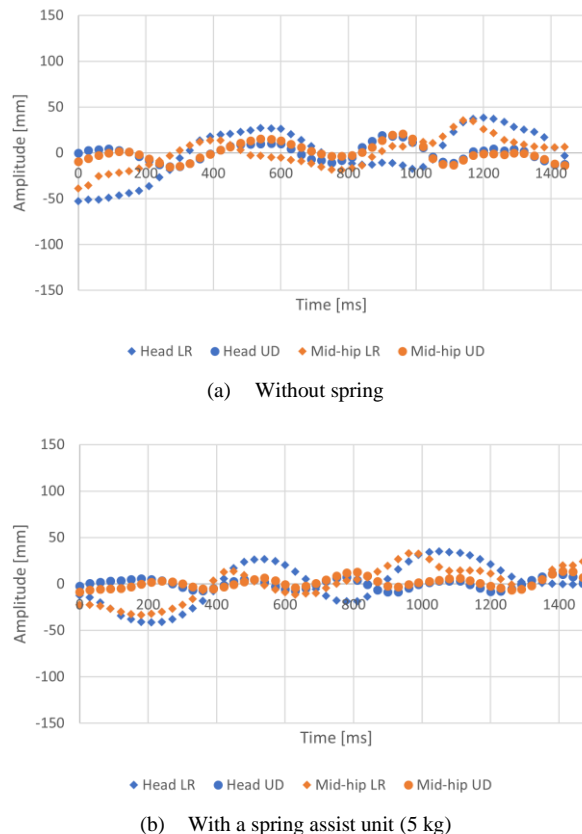 150
100
50
0
-50
-100
-150
Amplitude [mm]
0 200 400 600 800 1000 1200 1400
Time [ms]
Head LR Head UD Mid-hip LR Mid-hip UD
(a) Without spring
150
100
50
0
-50
-100
-150
Amplitude [mm]
0 200 400 600 800 1000 1200 1400
Time [ms]
Head LR Head UD Mid-hip LR Mid-hip UD
(b) With a spring assist unit (5 kg)